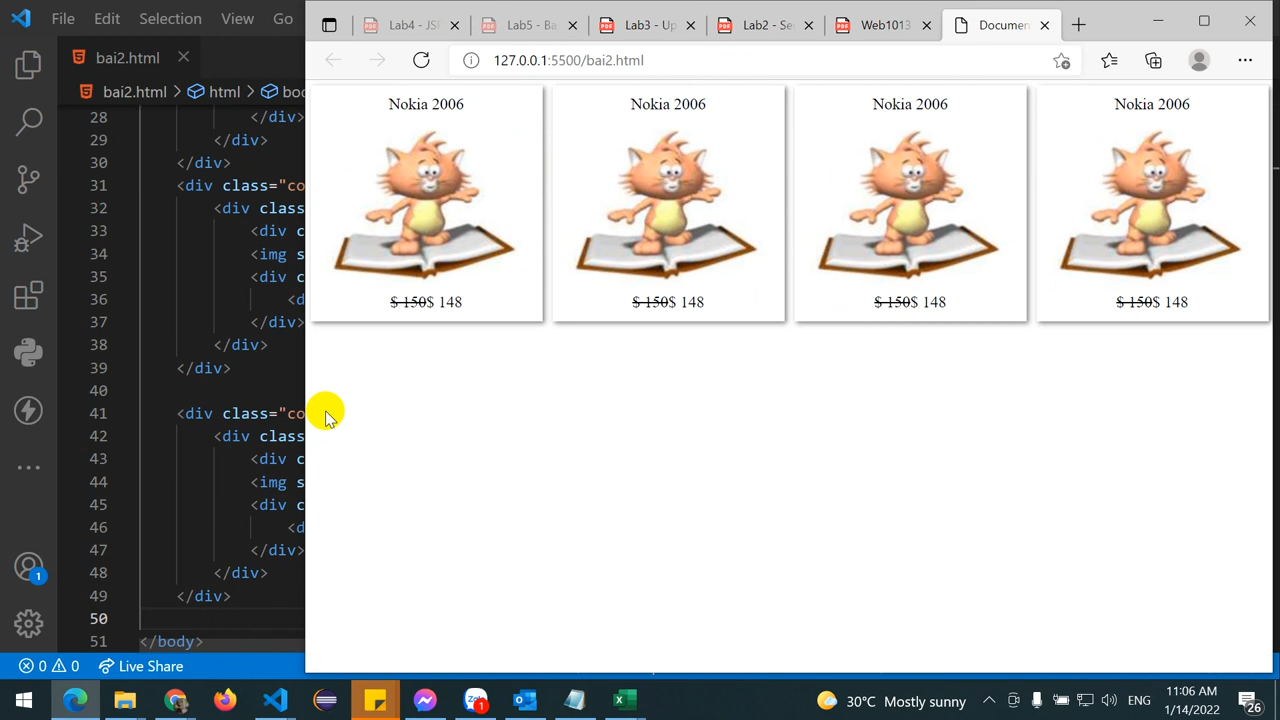 File Edit Selection View Go
Lab4 - JSP
Lab5 - Ba
Lab3 - Up
Lab2 - Se
Web1013
Documen
bai2.html
127.0.0.1:5500/bai2.html
bai2.html > html > bod
28 </div>
29 </div>
30 </div>
31 <div class="co
32 <div class
33 <div c
34 <img s
35 <div c
36 <d
37 </div>
38 </div>
39 </div>
40
41 <div class="co
42 <div class
43 <div c
44 <img s
45 <div c
46 <d
47 </div>
48 </div>
49 </div>
50
51 </body>
Nokia 2006 Nokia 2006 Nokia 2006 Nokia 2006
$ 150$ 148 $ 150$ 148 $ 150$ 148 $ 150$ 148
1
0 0 Live Share
1
30°C Mostly sunny
ENG
11:06 AM
1/14/2022
26